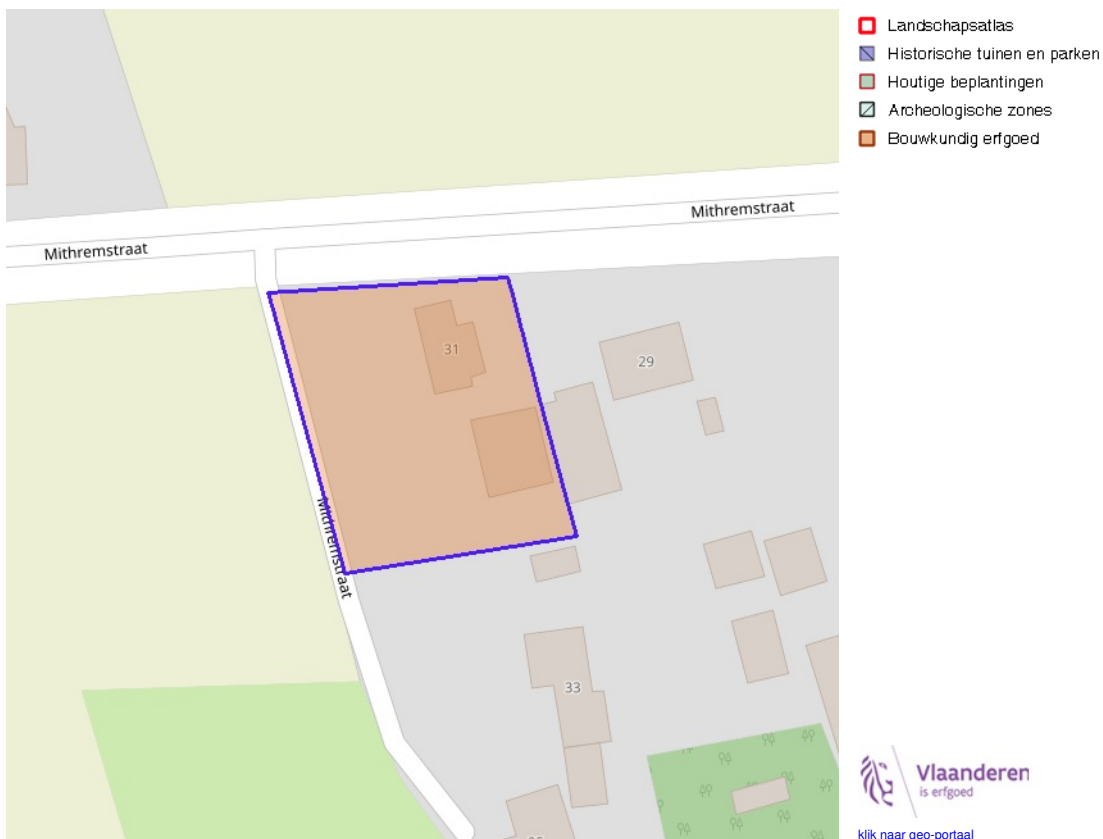 Landschapsatlas
Historische tuinen en parken
Houtige beplantingen
Archeologische zones
Bouwkundig erfgoed
Mithremstraat
Mithremstraat
31
29
Mithremstraat
33
Vlaanderen
is erfgoed
klik naar geo-portaal